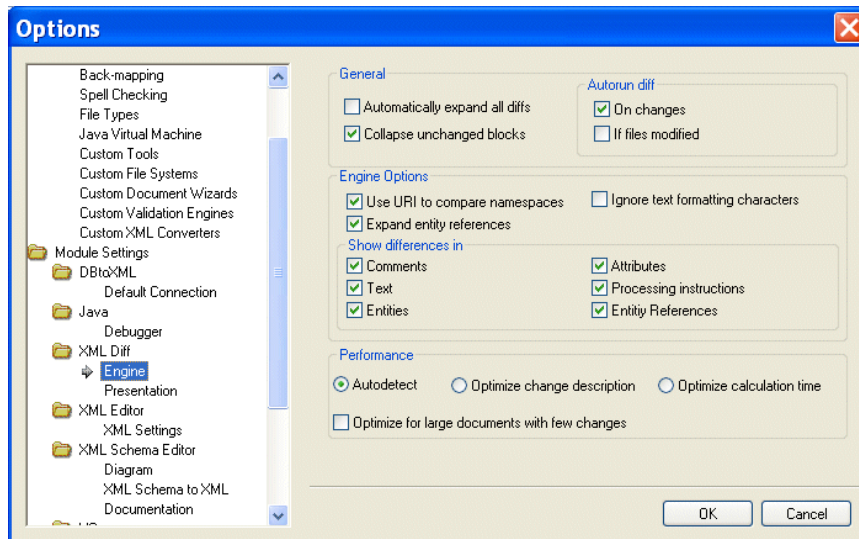 Options
Back-mapping
Spell Checking
File Types
Java Virtual Machine
Custom Tools
Custom File Systems
Custom Document Wizards
Custom Validation Engines
Custom XML Converters
Module Settings
DBtoXML
Default Connection
Java
Debugger
XML Diff
Engine
Presentation
XML Editor
XML Settings
XML Schema Editor
Diagram
XML Schema to XML
Documentation
General
Automatically expand all diffs
Collapse unchanged blocks
Autorun diff
On changes
If files modified
Engine Options
Use URI to compare namespaces
Ignore text formatting characters
Expand entity references
Show differences in
Comments
Attributes
Text
Processing instructions
Entities
Entitiy References
Performance
Autodetect
Optimize change description
Optimize calculation time
Optimize for large documents with few changes
OK
Cancel